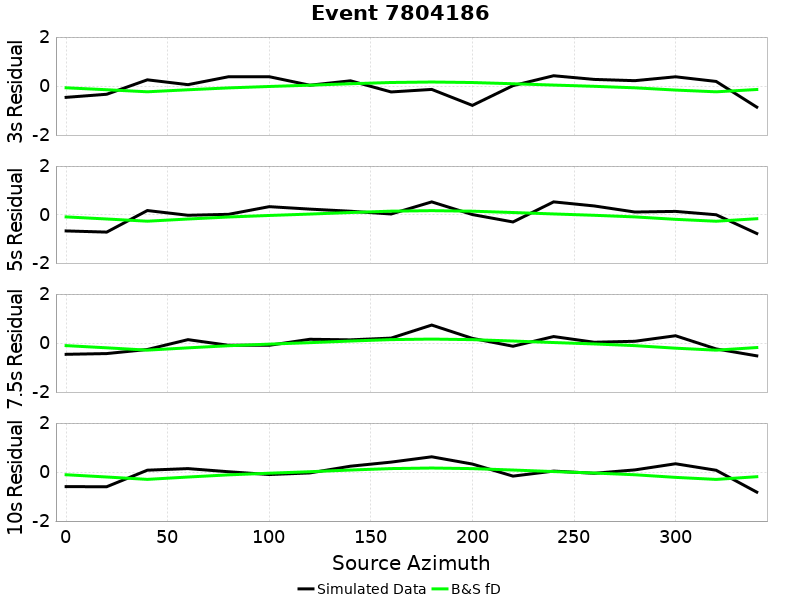 Event 7804186
3s Residual
2
0
-2
5s Residual
2
0
-2
7.5s Residual
2
0
-2
10s Residual
2
0
-2
0 50 100 150 200 250 300
Source Azimuth
Simulated Data B&S fD